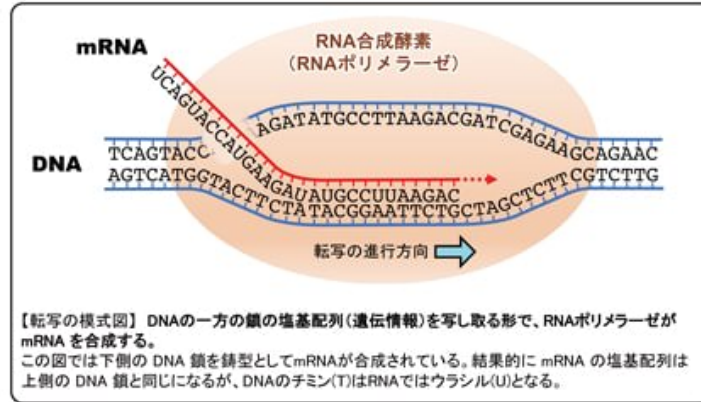 mRNA
RNA合成酵素
(RNAポリメラーゼ)
UCAGUACCAUGAAGAUAUGCCUUAAGAC
AGATATGCCTTAAGACGATCGAGAAGCAGAAC
DNA
TCAGTACC
AGTCATGGTACTTCTATACGGAATTCTGCTAGCTCTTCGTCTTG
転写の進行方向
【転写の模式図】 DNAの一方の鎖の塩基配列(遺伝情報)を写し取る形で、RNAポリメラーゼが
mRNA を合成する。
この図では下側の DNA 鎖を鋳型としてmRNAが合成されている。結果的に mRNA の塩基配列は
上側の DNA 鎖と同じになるが、DNAのチミン(T)はRNAではウラシル(U)となる。